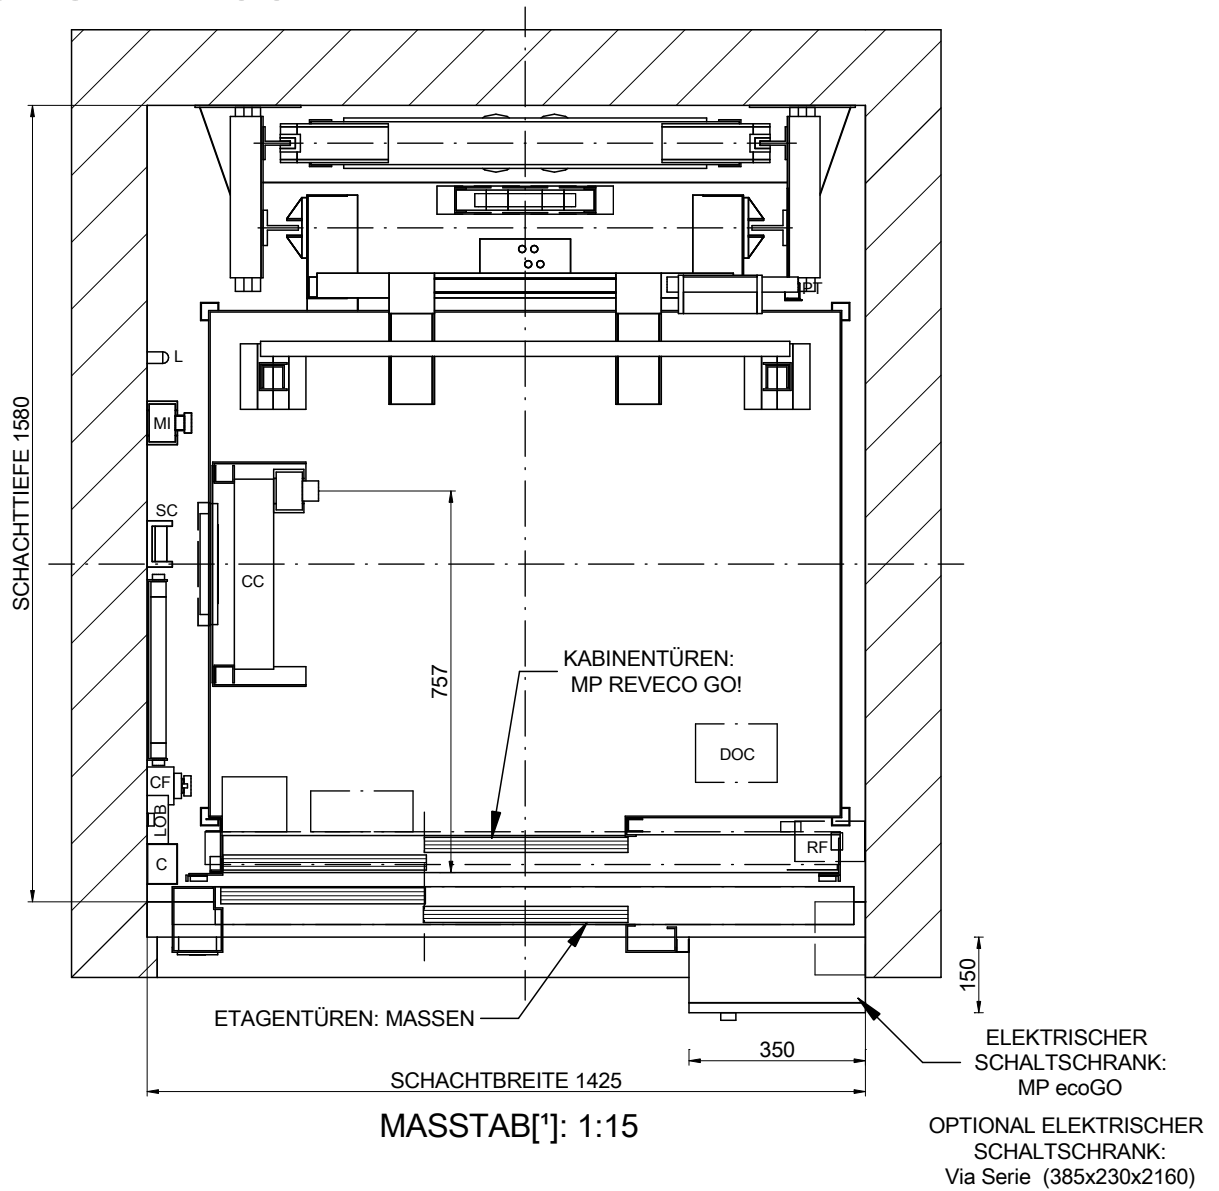 PT
L
MI
SCHACHTTIEFE 1580
SC
CC
757
KABINENTÜREN:
MP REVECO GO!
DOC
CF
LOB
C
RF
150
ETAGENTÜREN: MASSEN
350
ELEKTRISCHER
SCHALTSCHRANK:
MP ecoGO
SCHACHTBREITE 1425
MASSTAB[¹]: 1:15
OPTIONAL ELEKTRISCHER
SCHALTSCHRANK:
Via Serie (385x230x2160)